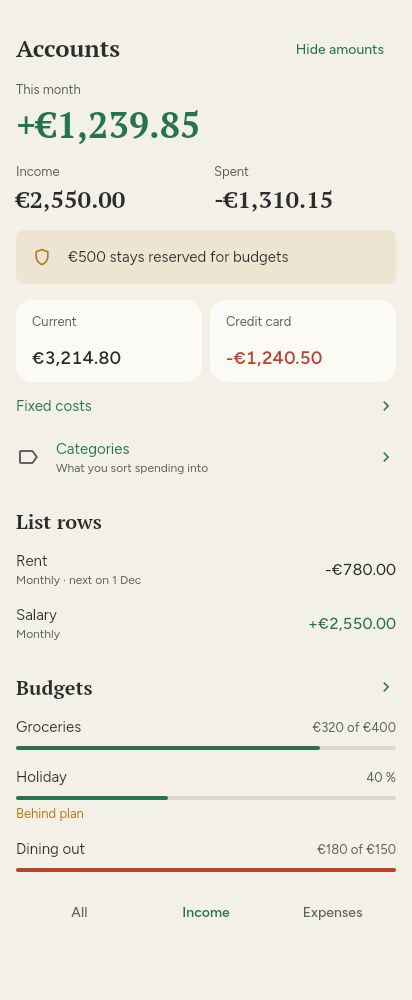 Accounts
Hide amounts
This month
+€1,239.85
Income
Spent
€2,550.00
-€1,310.15
€500 stays reserved for budgets
Current
Credit card
€3,214.80
-€1,240.50
Fixed costs
Categories
What you sort spending into
List rows
Rent
Monthly · next on 1 Dec
-€780.00
Salary
Monthly
+€2,550.00
Budgets
Groceries
€320 of €400
Holiday
40 %
Behind plan
Dining out
€180 of €150
All
Income
Expenses